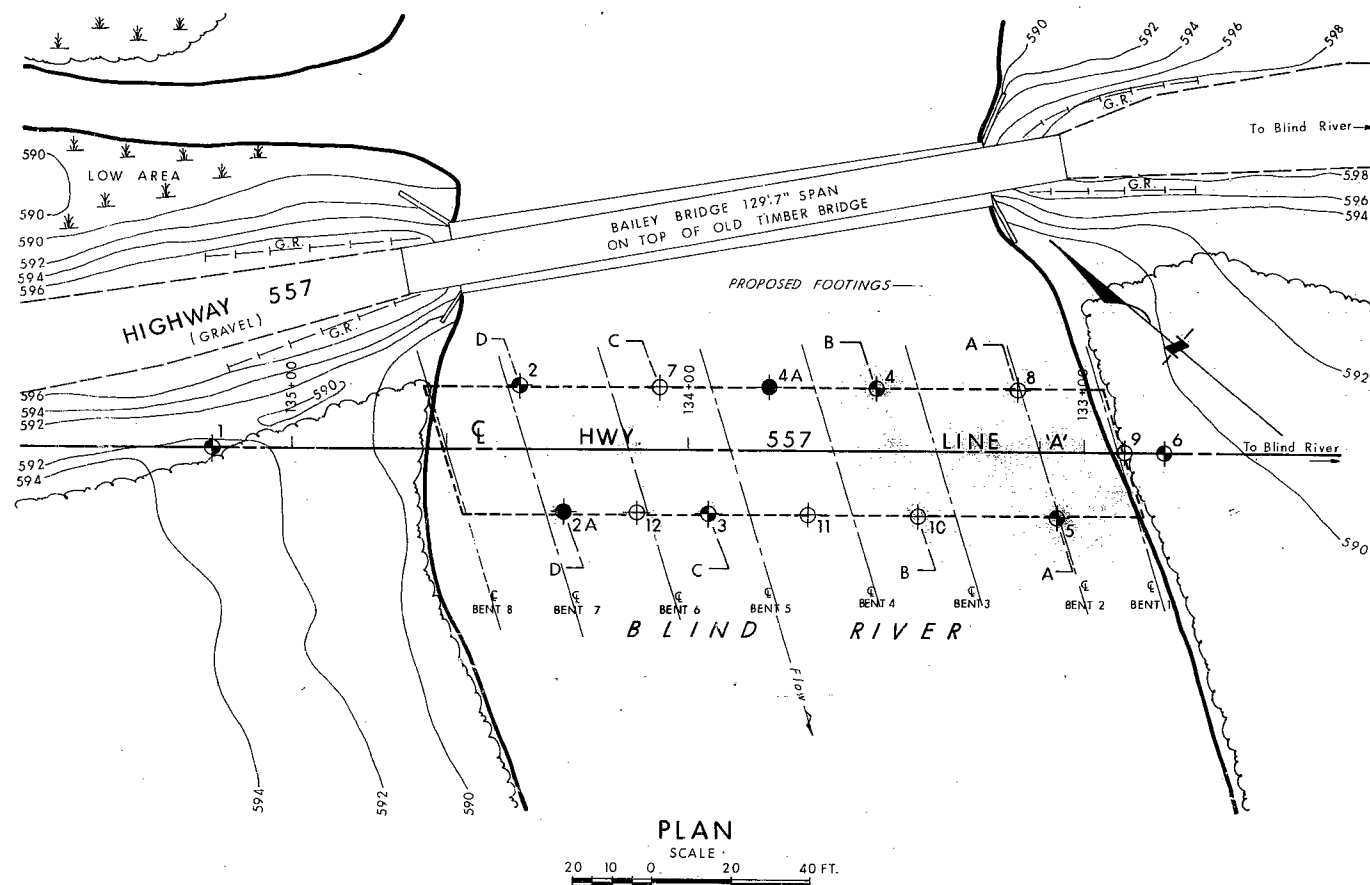 590
592
594
596
598
G.R.
To Blind River
590
LOW AREA
590
598
G.R.
596
594
BAILEY BRIDGE 129'.7" SPAN
ON TOP OF OLD TIMBER BRIDGE
590
592
594
596
G.R.
HIGHWAY 557
(GRAVEL)
G.R.
PROPOSED FOOTINGS
D
C
B
A
2
7
4A
4
8
592
596
594
592
590
135+00
134+00
133+00
1
℄ HWY. 557 LINE 'A'
9
6
To Blind River
592
594
2A
12
3
11
10
5
590
D
C
B
A
℄
BENT 8
℄
BENT 7
℄
BENT 6
℄
BENT 5
℄
BENT 4
℄
BENT 3
℄
BENT 2
℄
BENT 1
BLIND RIVER
Flow
594
592
590
PLAN
SCALE
20 10 0 20 40 FT.